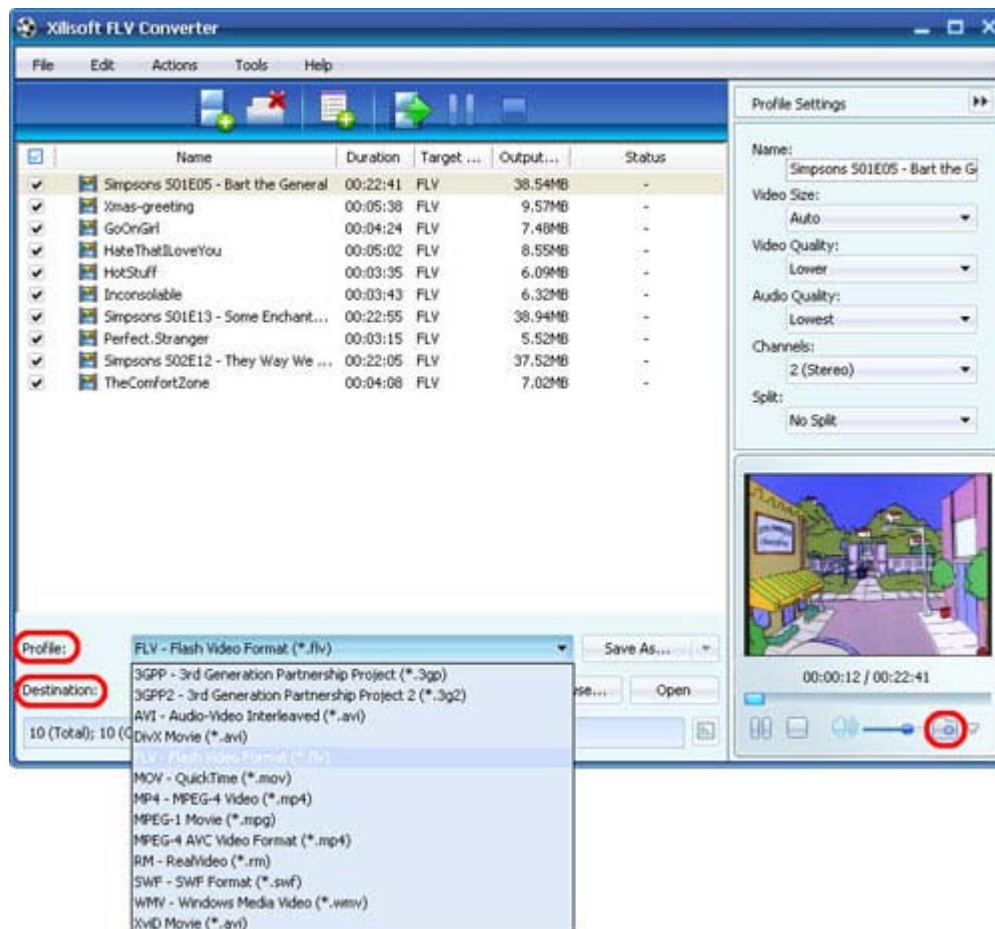 Xilisoft FLV Converter
File Edit Actions Tools Help
Name Duration Target ... Output... Status
Simpsons S01E05 - Bart the General 00:22:41 FLV 38.54MB -
Xmas-greeting 00:05:38 FLV 9.57MB -
GoOnGirl 00:04:24 FLV 7.48MB -
HateThatILoveYou 00:05:02 FLV 8.55MB -
HotStuff 00:03:35 FLV 6.09MB -
Inconsolable 00:03:43 FLV 6.32MB -
Simpsons S01E13 - Some Enchant... 00:22:55 FLV 38.94MB -
Perfect.Stranger 00:03:15 FLV 5.52MB -
Simpsons S02E12 - They Way We ... 00:22:05 FLV 37.52MB -
TheComfortZone 00:04:08 FLV 7.02MB -
Profile: FLV - Flash Video Format (*.flv) Save As...
Destination: Open
10 (Total); 10
3GPP - 3rd Generation Partnership Project (*.3gp)
3GPP2 - 3rd Generation Partnership Project 2 (*.3g2)
AVI - Audio-Video Interleaved (*.avi)
DivX Movie (*.avi)
FLV - Flash Video Format (*.flv)
MOV - QuickTime (*.mov)
MP4 - MPEG-4 Video (*.mp4)
MPEG-1 Movie (*.mpg)
MPEG-4 AVC Video Format (*.mp4)
RM - RealVideo (*.rm)
SWF - SWF Format (*.swf)
WMV - Windows Media Video (*.wmv)
XviD Movie (*.avi)
Profile Settings
Name:
Simpsons S01E05 - Bart the G
Video Size:
Auto
Video Quality:
Lower
Audio Quality:
Lowest
Channels:
2 (Stereo)
Split:
No Split
00:00:12 / 00:22:41